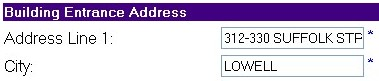 Building Entrance Address
Address Line 1: 312-330 SUFFOLK STP *
City: LOWELL *